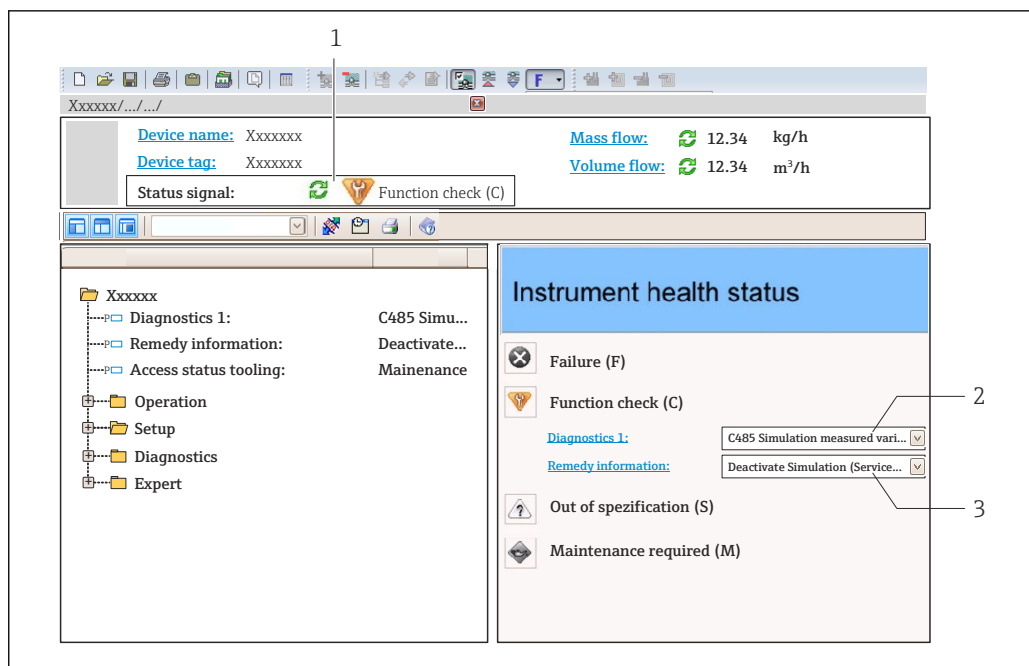 1
F
Xxxxxx/.../.../
Device name: Xxxxxxx
Mass flow: 12.34 kg/h
Device tag: Xxxxxxx
Volume flow: 12.34 m³/h
Status signal: Function check (C)
Xxxxxx
Diagnostics 1: C485 Simu...
Remedy information: Deactivate...
Access status tooling: Mainenance
Operation
Setup
Diagnostics
Expert
Instrument health status
Failure (F)
Function check (C)
2
Diagnostics 1: C485 Simulation measured vari...
Remedy information: Deactivate Simulation (Service...
3
Out of spezification (S)
Maintenance required (M)